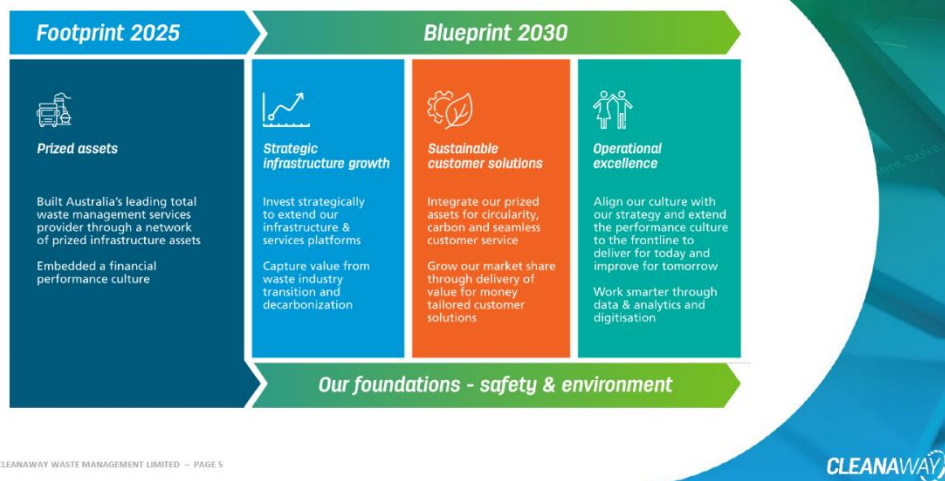 Footprint 2025
Blueprint 2030
Prized assets
Built Australia's leading total
waste management services
provider through a network
of prized infrastructure assets
Embedded a financial
performance culture
Strategic
infrastructure growth
Invest strategically
to extend our
infrastructure &
services platforms
Capture value from
waste industry
transition and
decarbonization
Sustainable
customer solutions
Integrate our prized
assets for circularity,
carbon and seamless
customer service
Grow our market share
through delivery of
value for money
tailored customer
solutions
Operational
excellence
Align our culture with
our strategy and extend
the performance culture
to the frontline to
deliver for today and
improve for tomorrow
Work smarter through
data & analytics and
digitisation
Our foundations - safety & environment
CLEANAWAY WASTE MANAGEMENT LIMITED – PAGE 5
CLEANAWAY